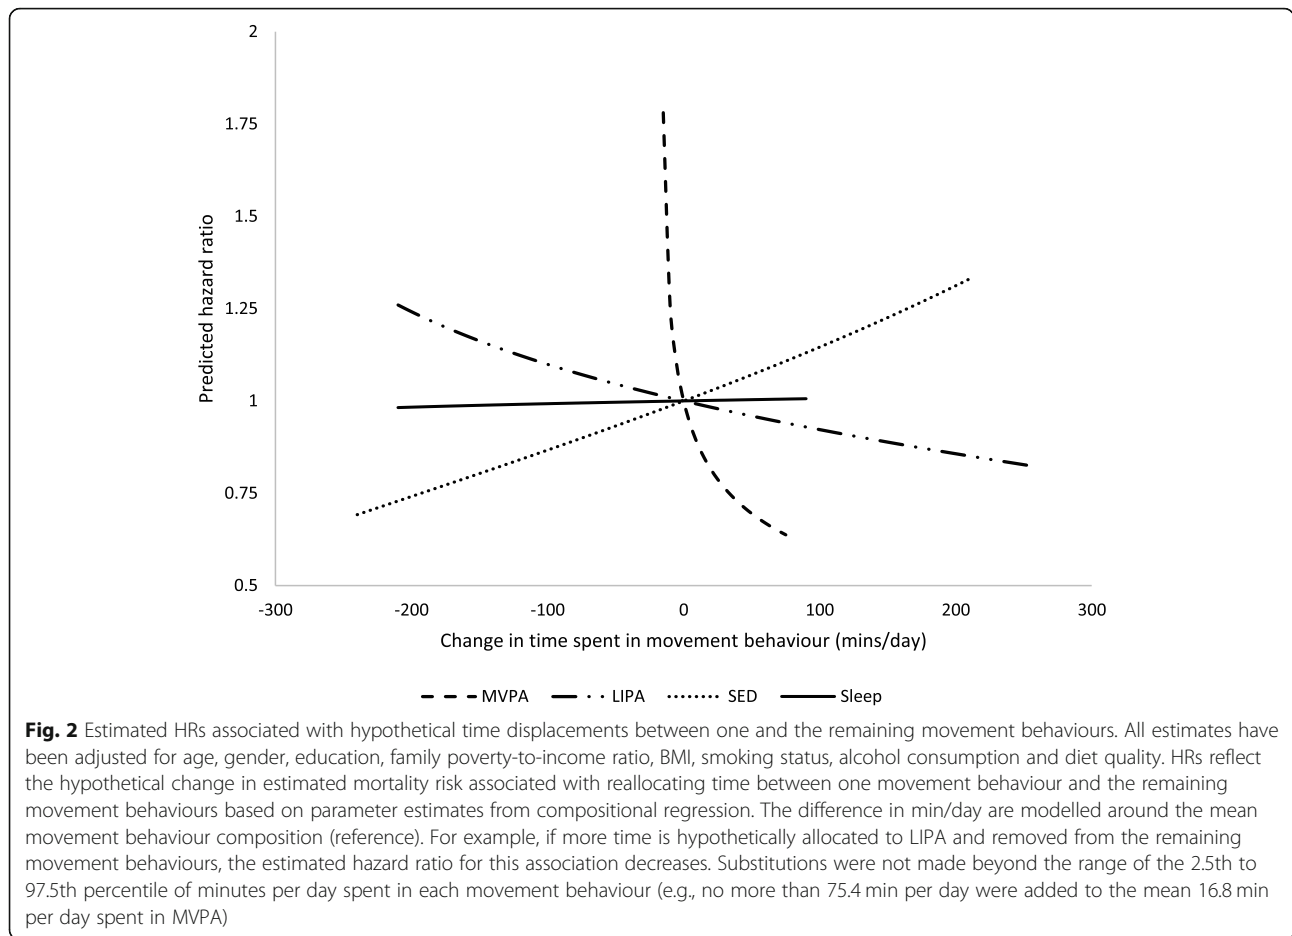 2
1.75
1.5
1.25
1
0.75
0.5
Predicted hazard ratio
-300 -200 -100 0 100 200 300
Change in time spent in movement behaviour (mins/day)
MVPA LIPA SED Sleep
Fig. 2 Estimated HRs associated with hypothetical time displacements between one and the remaining movement behaviours. All estimates have
been adjusted for age, gender, education, family poverty-to-income ratio, BMI, smoking status, alcohol consumption and diet quality. HRs reflect
the hypothetical change in estimated mortality risk associated with reallocating time between one movement behaviour and the remaining
movement behaviours based on parameter estimates from compositional regression. The difference in min/day are modelled around the mean
movement behaviour composition (reference). For example, if more time is hypothetically allocated to LIPA and removed from the remaining
movement behaviours, the estimated hazard ratio for this association decreases. Substitutions were not made beyond the range of the 2.5th to
97.5th percentile of minutes per day spent in each movement behaviour (e.g., no more than 75.4 min per day were added to the mean 16.8 min
per day spent in MVPA)